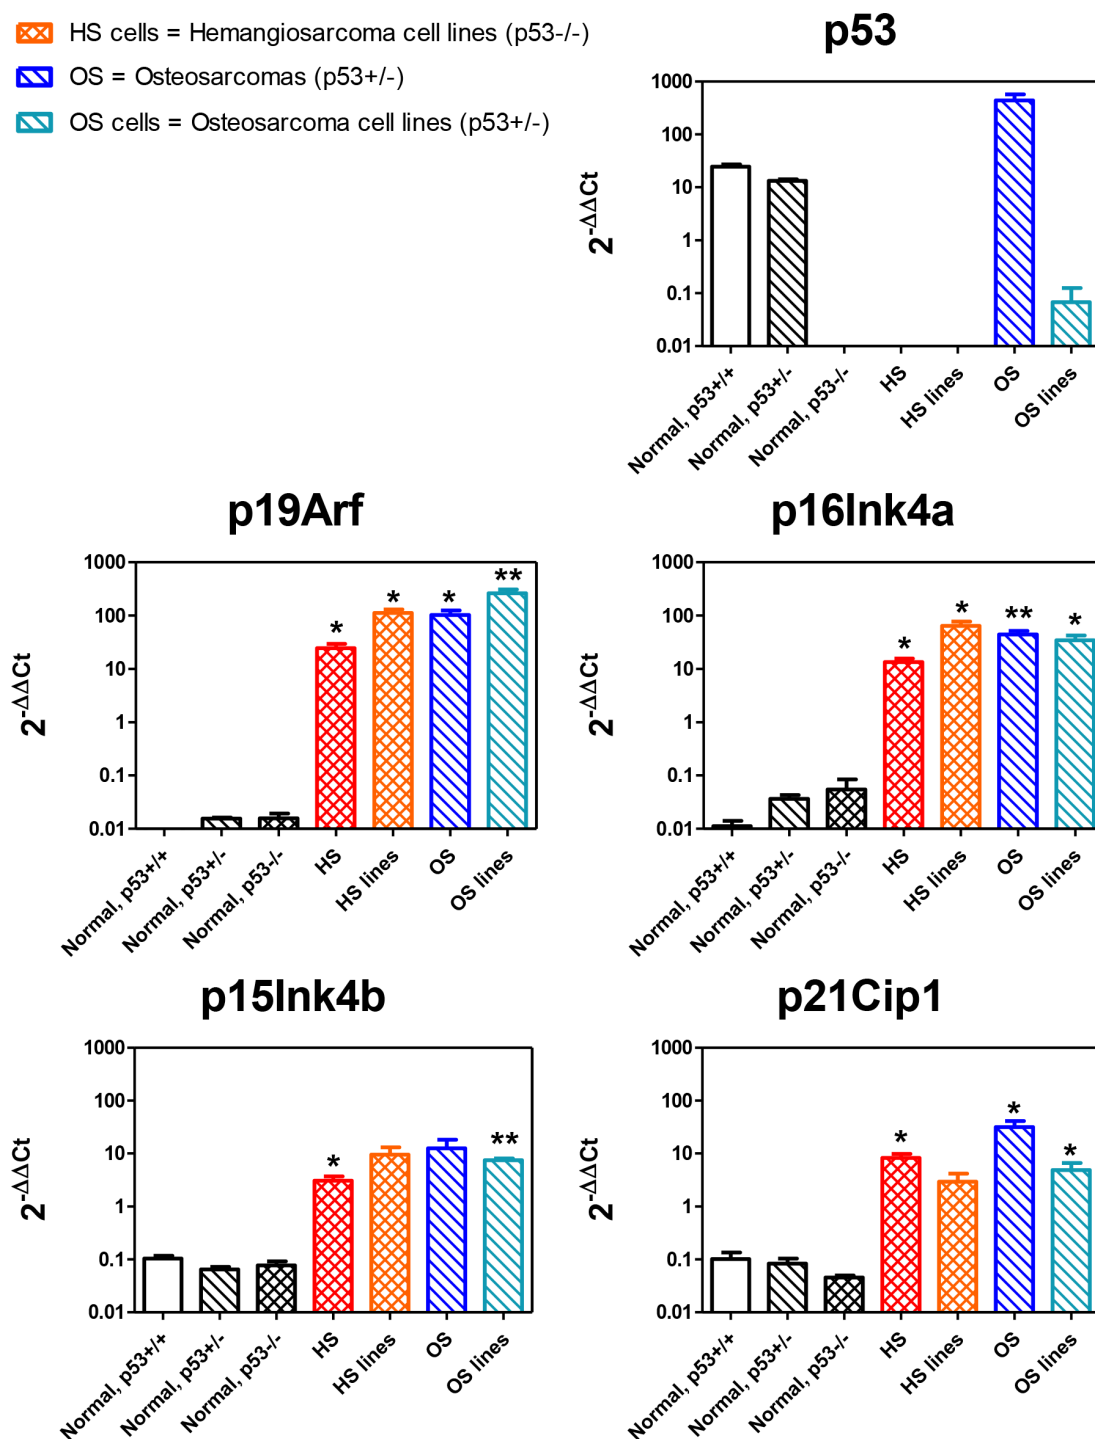 HS cells = Hemangiosarcoma cell lines (p53-/-)
OS = Osteosarcomas (p53+/-)
OS cells = Osteosarcoma cell lines (p53+/-)
p53
2-ΔΔCt
1000
100
10
1
0.1
0.01
Normal, p53+/+
Normal, p53+/-
Normal, p53-/-
HS
HS lines
OS
OS lines
p19Arf
2-ΔΔCt
1000
100
10
1
0.1
0.01
*
*
*
**
Normal, p53+/+
Normal, p53+/-
Normal, p53-/-
HS
HS lines
OS
OS lines
p16Ink4a
2-ΔΔCt
1000
100
10
1
0.1
0.01
*
*
**
*
Normal, p53+/+
Normal, p53+/-
Normal, p53-/-
HS
HS lines
OS
OS lines
p15Ink4b
2-ΔΔCt
1000
100
10
1
0.1
0.01
*
**
Normal, p53+/+
Normal, p53+/-
Normal, p53-/-
HS
HS lines
OS
OS lines
p21Cip1
2-ΔΔCt
1000
100
10
1
0.1
0.01
*
*
*
Normal, p53+/+
Normal, p53+/-
Normal, p53-/-
HS
HS lines
OS
OS lines